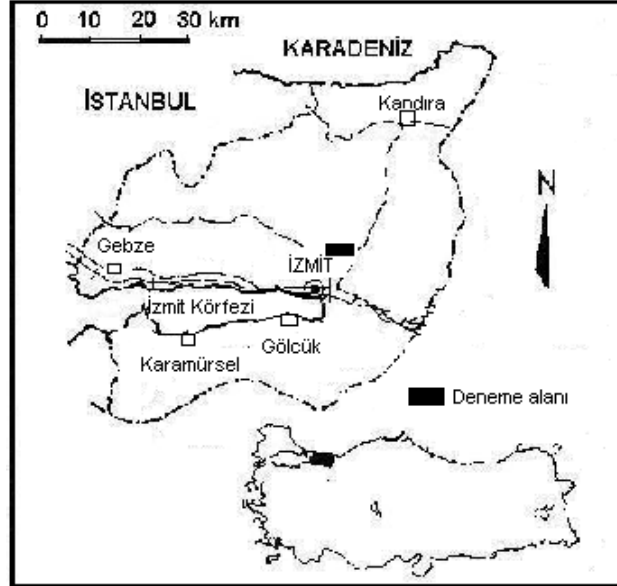 0 10 20 30 km
KARADENİZ
İSTANBUL
Kandıra
N
Gebze
İZMİT
İzmit Körfezi
Gölcük
Karamürsel
Deneme alanı